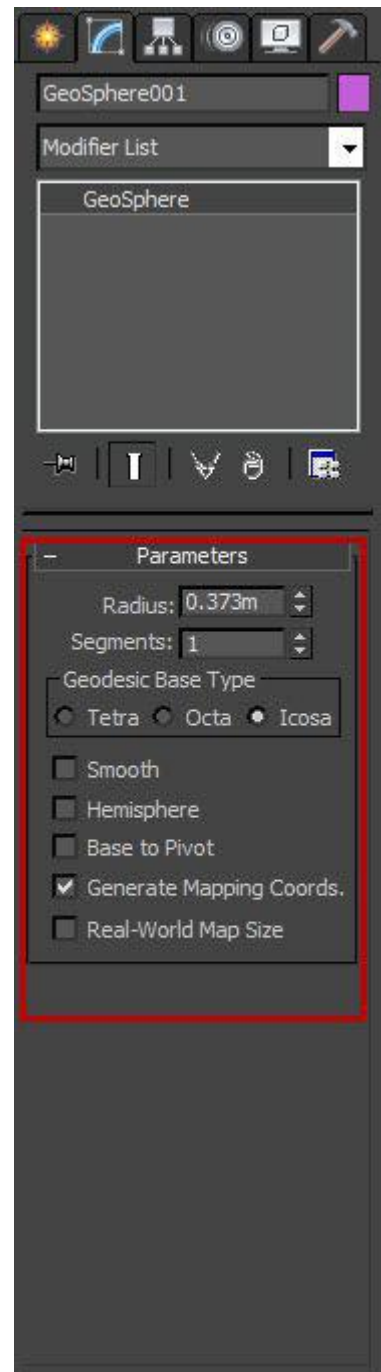 GeoSphere001
Modifier List
GeoSphere
- Parameters
Radius: 0.373m
Segments: 1
Geodesic Base Type
Tetra Octa Icosa
Smooth
Hemisphere
Base to Pivot
Generate Mapping Coords.
Real-World Map Size